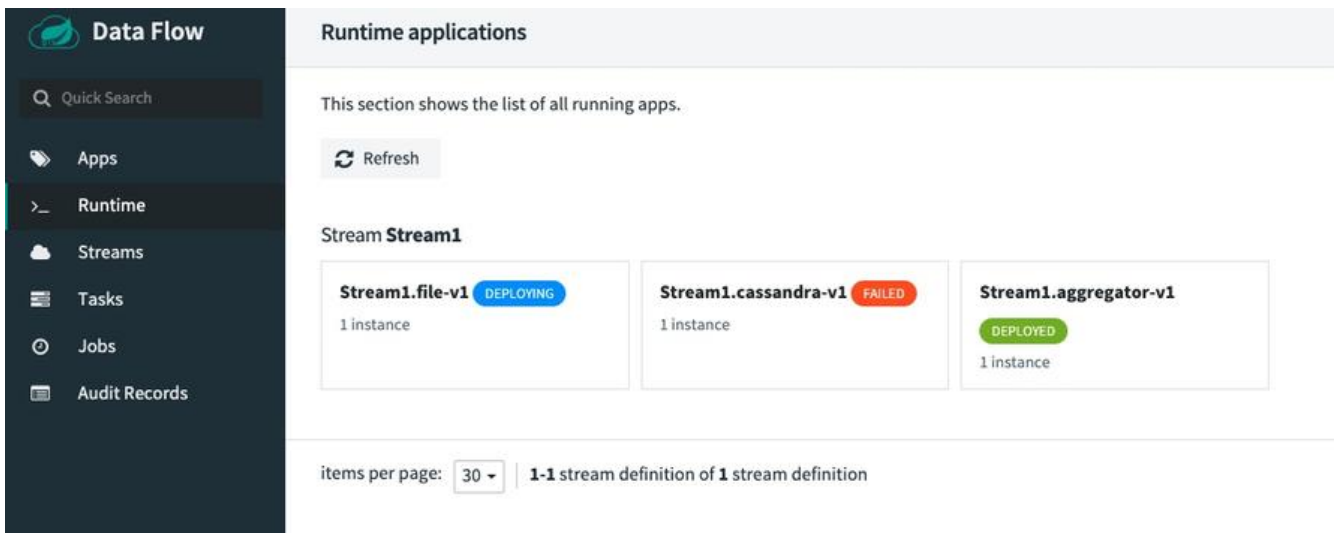 Data Flow
Quick Search
Apps
Runtime
Streams
Tasks
Jobs
Audit Records
Runtime applications
This section shows the list of all running apps.
Refresh
Stream Stream1
Stream1.file-v1 DEPLOYING
1 instance
Stream1.cassandra-v1 FAILED
1 instance
Stream1.aggregator-v1
DEPLOYED
1 instance
items per page: 30 1-1 stream definition of 1 stream definition